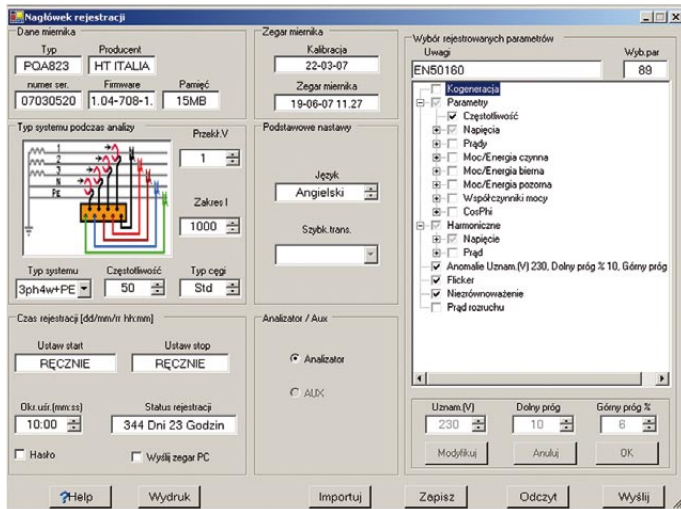 Nagłówek rejestracji
Dane miernika
Typ
Producent
PQA823
HT ITALIA
numer ser.
Firmware
Pamięć
07030520
1.04-708-1.
15MB
Zegar miernika
Kalibracja
22-03-07
Zegar miernika
19-06-07 11.27
Typ systemu podczas analizy
1
2
3
N
PE
Przekł.V
1
Zakres I
1000
Typ systemu
Częstotliwość
Typ cęgi
3ph4w+PE
50
Std
Podstawowe nastawy
Język
Angielski
Szybk.trans.
Czas rejestracji [dd/mm/rr hh:mm]
Ustaw start
Ustaw stop
RĘCZNIE
RĘCZNIE
Okr.uśr.(mm:ss)
Status rejestracji
10:00
344 Dni 23 Godzin
Hasło
Wyślij zegar PC
Analizator / Aux
Analizator
AUX
Wybór rejestrowanych parametrów
Uwagi
Wyb.par
EN50160
89
Kogeneracja
Parametry
Częstotliwość
Napięcia
Prądy
Moc/Energia czynna
Moc/Energia bierna
Moc/Energia pozorna
Współczynniki mocy
CosPhi
Harmoniczne
Napięcie
Prąd
Anomalie Uznam.(V) 230, Dolny próg % 10, Górny próg
Flicker
Niezrównoważenie
Prąd rozruchu
Uznam.(V)
Dolny próg
Górny próg %
230
10
6
Modyfikuj
Anuluj
OK
?Help
Wydruk
Importuj
Zapisz
Odczyt
Wyślij